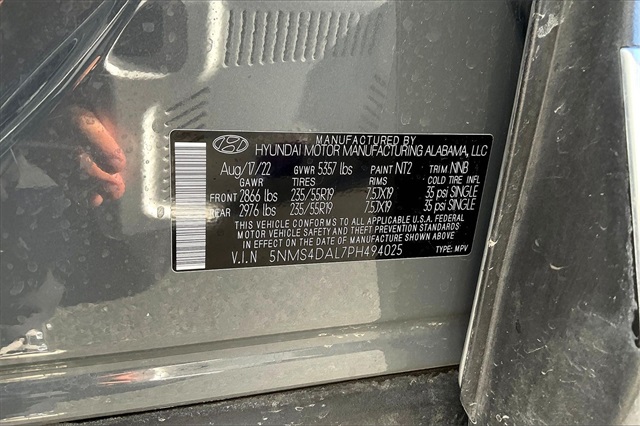 MANUFACTURED BY
HYUNDAI MOTOR MANUFACTURING ALABAMA, LLC
Aug/17/22 GVWR 5357 lbs PAINT NT2 TRIM NNB
GAWR TIRES RIMS COLD TIRE INFL
FRONT 2866 lbs 235/55R19 7.5JX19 35 psi SINGLE
REAR 2976 lbs 235/55R19 7.5JX19 35 psi SINGLE
THIS VEHICLE CONFORMS TO ALL APPLICABLE U.S.A. FEDERAL
MOTOR VEHICLE SAFETY AND THEFT PREVENTION STANDARDS
IN EFFECT ON THE DATE OF MANUFACTURE SHOWN ABOVE
V.I.N 5NMS4DAL7PH494025 TYPE: MPV